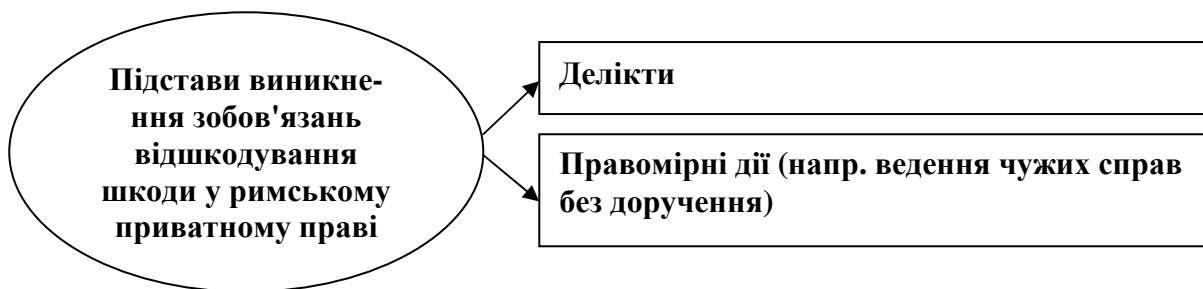 Підстави виникне-
ння зобов'язань
відшкодування
шкоди у римському
приватному праві
Делікти
Правомірні дії (напр. ведення чужих справ
без доручення)